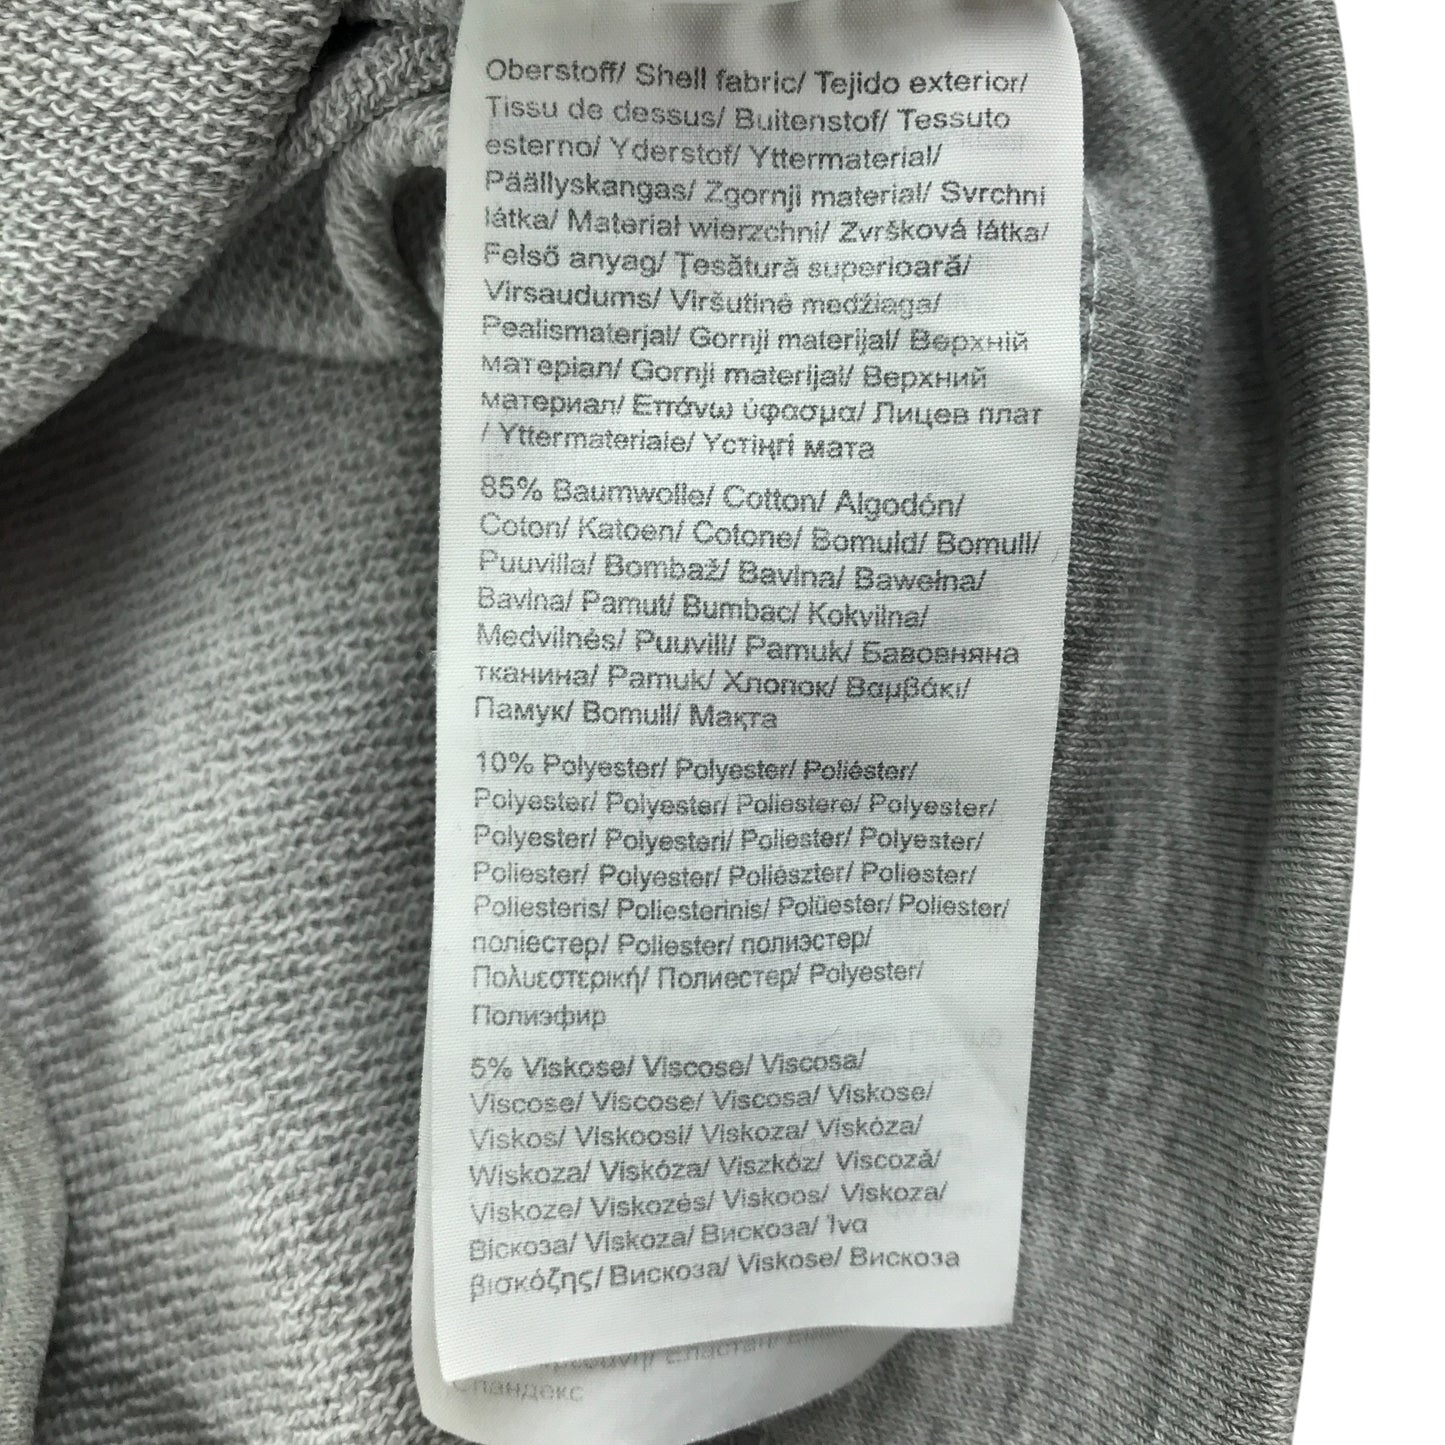 Oberstoff/ Shell fabric/ Tejido exterior/
Tissu de dessus/ Buitenstof/ Tessuto
esterno/ Yderstof/ Yttermaterial/
Päällyskangas/ Zgornji material/ Svrchni
látka/ Materiał wierzchni/ Zvršková látka/
Felső anyag/ Ţesătură superioară/
Virsaudums/ Viršutinė medžiaga/
Pealismaterjal/ Gornji materijal/ Верхній
матеріал/ Gornji materijal/ Верхний
материал/ Επάνω ύφασμα/ Лицев плат
/ Yttermateriale/ Үстіңгі мата
85% Baumwolle/ Cotton/ Algodón/
Coton/ Katoen/ Cotone/ Bomuld/ Bomull/
Puuvilla/ Bombaž/ Bavlna/ Bawełna/
Bavlna/ Pamut/ Bumbac/ Kokvilna/
Medvilnės/ Puuvill/ Pamuk/ Бавовняна
тканина/ Pamuk/ Хлопок/ Βαμβάκι/
Памук/ Bomull/ Мақта
10% Polyester/ Polyester/ Poliéster/
Polyester/ Polyester/ Poliestere/ Polyester/
Polyester/ Polyesteri/ Poliester/ Polyester/
Poliester/ Polyester/ Poliészter/ Poliester/
Poliesteris/ Poliesterinis/ Polüester/ Poliester/
поліестер/ Poliester/ полиэстер/
Πολυεστερική/ Полиестер/ Polyester/
Полиэфир
5% Viskose/ Viscose/ Viscosa/
Viscose/ Viscose/ Viscosa/ Viskose/
Viskos/ Viskoosi/ Viskoza/ Viskóza/
Wiskoza/ Viskóza/ Viszkóz/ Viscoză/
Viskoze/ Viskozės/ Viskoos/ Viskoza/
Віскоза/ Viskoza/ Вискоза/ Ίνα
βισκόζης/ Вискоза/ Viskose/ Вискоза
Спандекс